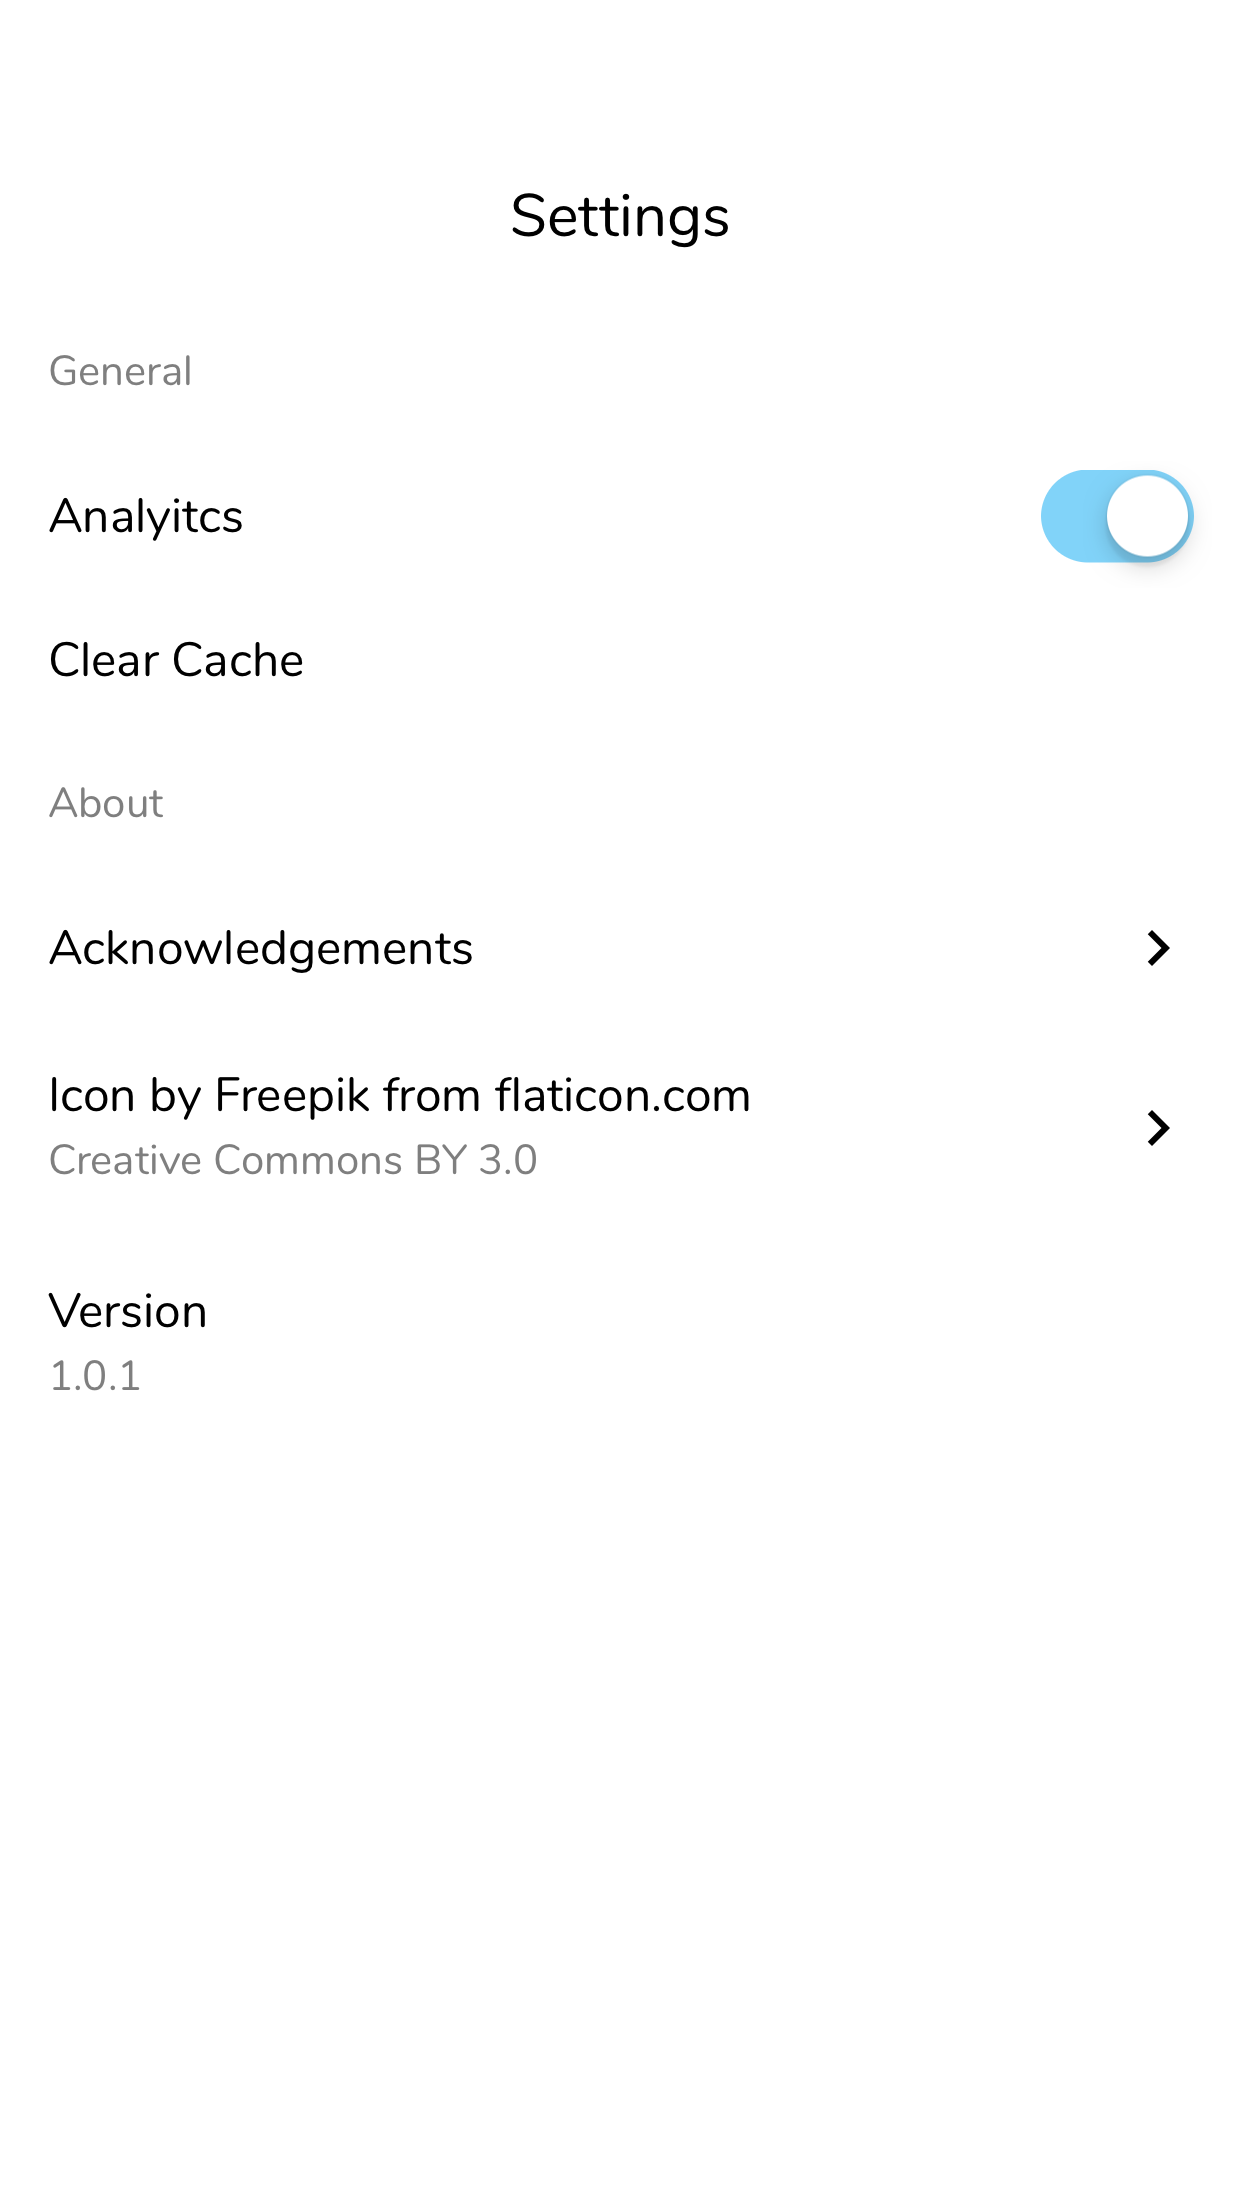 Settings
General
Analyitcs
Clear Cache
About
Acknowledgements
Icon by Freepik from flaticon.com
Creative Commons BY 3.0
Version
1.0.1